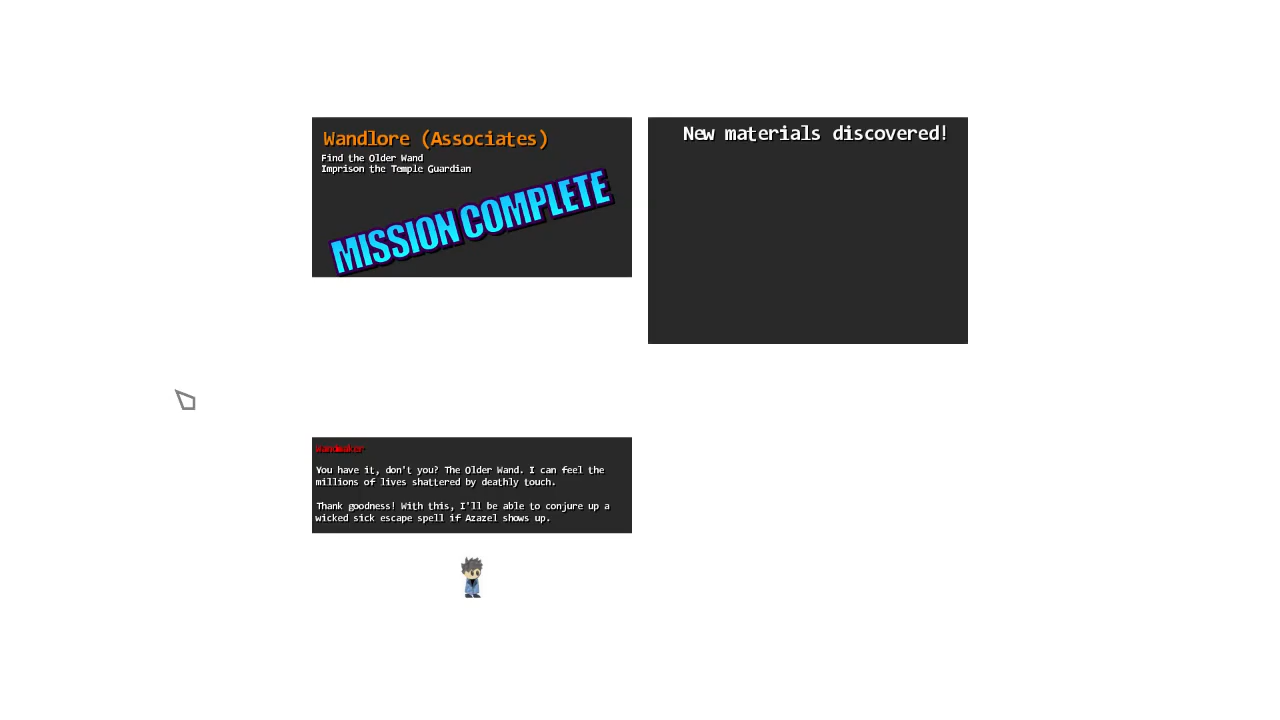 Wandlore (Associates)
Find the Older Wand
Imprison the Temple Guardian
MISSION COMPLETE
New materials discovered!
Wandmaker
You have it, don't you? The Older Wand. I can feel the
millions of lives shattered by deathly touch.
Thank goodness! With this, I'll be able to conjure up a
wicked sick escape spell if Azazel shows up.